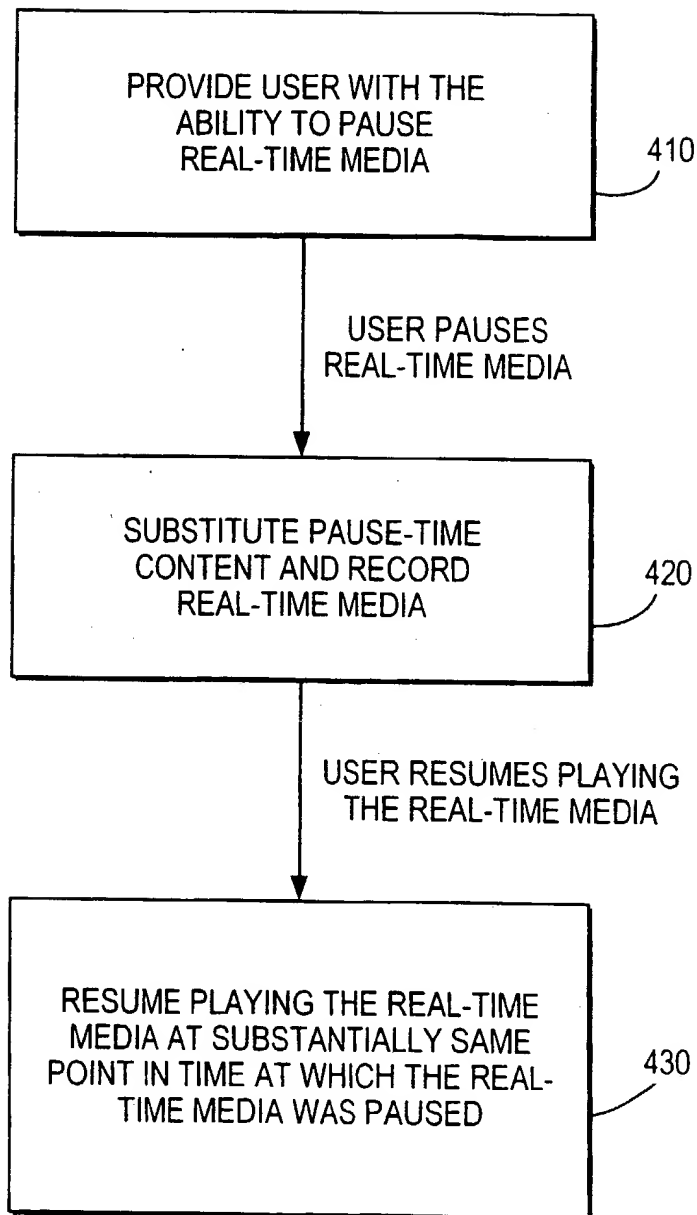 PROVIDE USER WITH THE
ABILITY TO PAUSE
REAL-TIME MEDIA
410
USER PAUSES
REAL-TIME MEDIA
SUBSTITUTE PAUSE-TIME
CONTENT AND RECORD
REAL-TIME MEDIA
420
USER RESUMES PLAYING
THE REAL-TIME MEDIA
RESUME PLAYING THE REAL-TIME
MEDIA AT SUBSTANTIALLY SAME
POINT IN TIME AT WHICH THE REAL-
TIME MEDIA WAS PAUSED
430